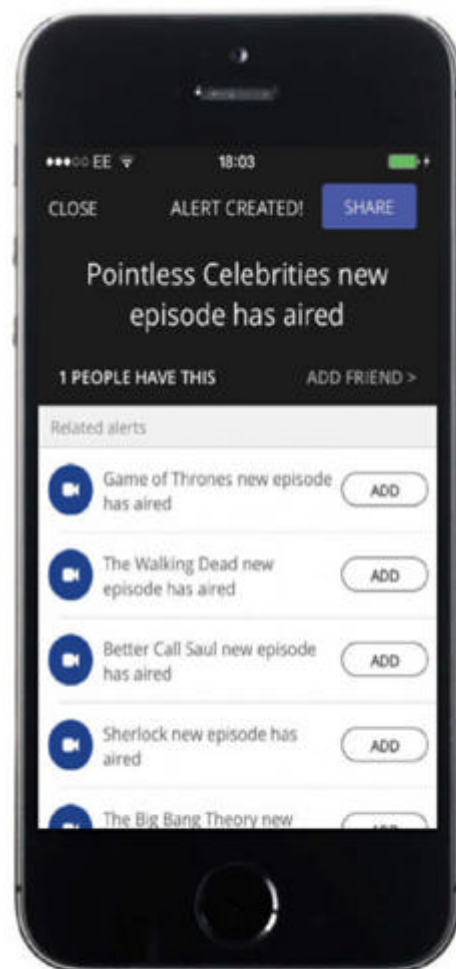 EE 18:03
CLOSE ALERT CREATED! SHARE
Pointless Celebrities new
episode has aired
1 PEOPLE HAVE THIS ADD FRIEND >
Related alerts
Game of Thrones new episode
has aired
ADD
The Walking Dead new
episode has aired
ADD
Better Call Saul new episode
has aired
ADD
Sherlock new episode has
aired
ADD
The Big Bang Theory new
ADD